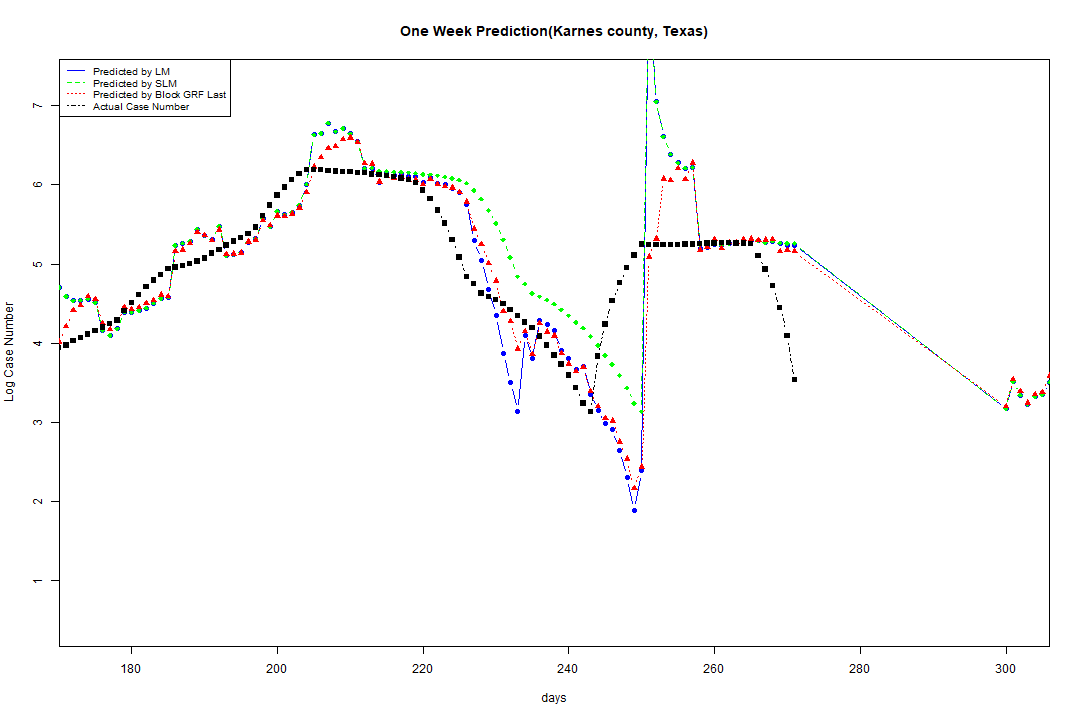 One Week Prediction(Karnes county, Texas)
Predicted by LM
Predicted by SLM
Predicted by Block GRF Last
Actual Case Number
7
6
5
4
3
2
1
Log Case Number
180 200 220 240 260 280 300
days